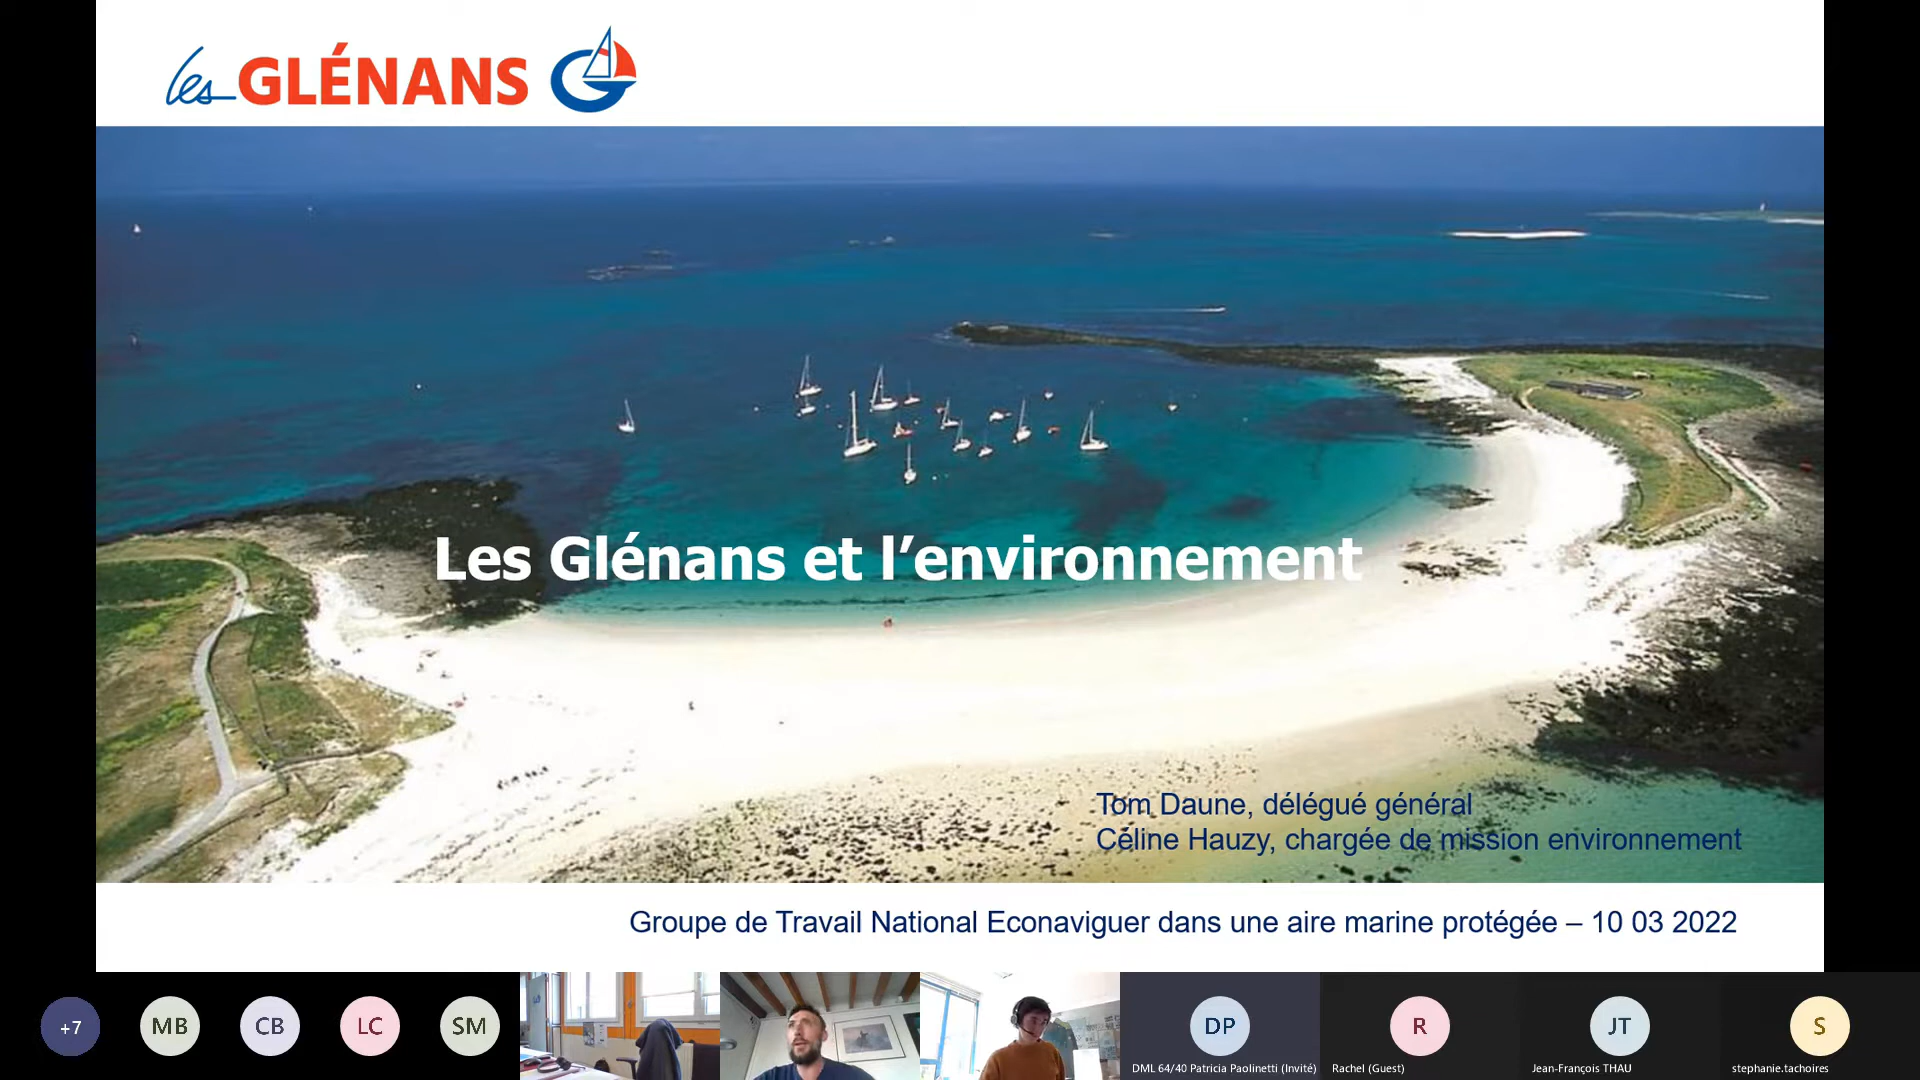 les GLÉNANS
Les Glénans et l’environnement
Tom Daune, délégué général
Céline Hauzy, chargée de mission environnement
Groupe de Travail National Econaviguer dans une aire marine protégée – 10 03 2022
+7
MB
CB
LC
SM
DP
R
JT
S
DML 64/40 Patricia Paolinetti (Invité)
Rachel (Guest)
Jean-François THAU
stephanie.tachoires